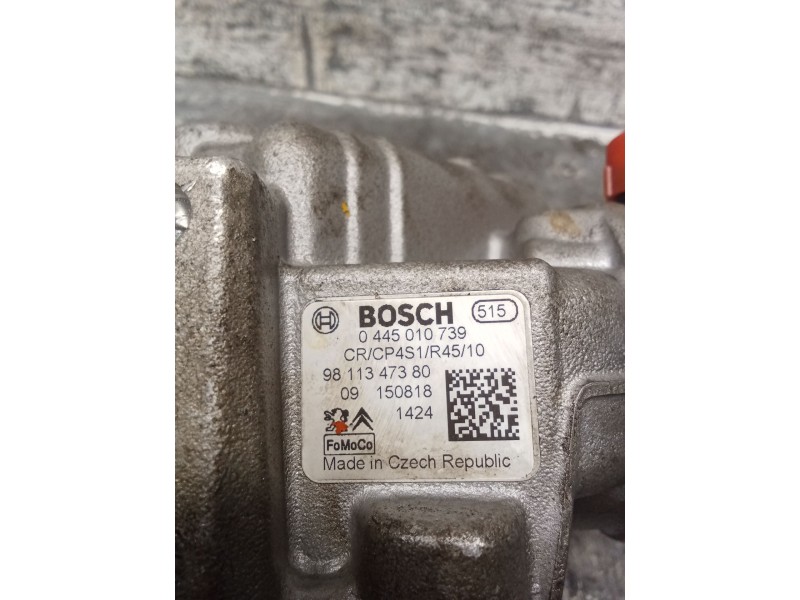 BOSCH 515
0 445 010 739
CR/CP4S1/R45/10
98 113 473 80
09 150818
1424
FoMoCo
Made in Czech Republic